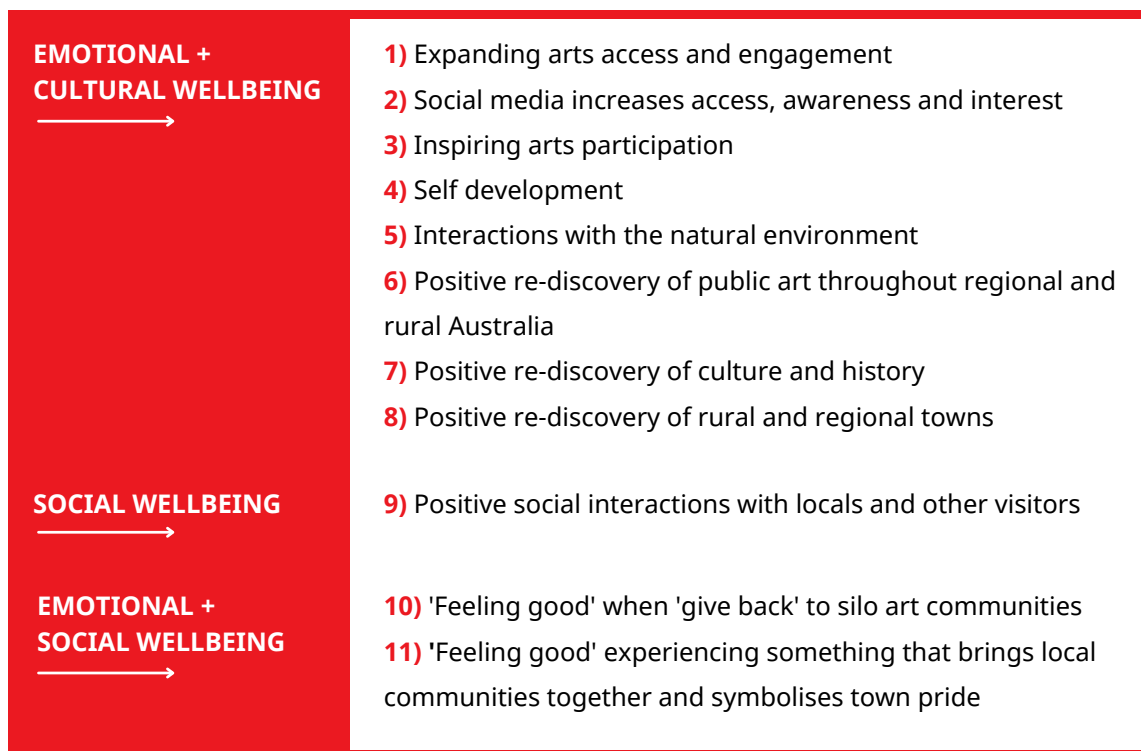 EMOTIONAL +
CULTURAL WELLBEING
1) Expanding arts access and engagement
2) Social media increases access, awareness and interest
3) Inspiring arts participation
4) Self development
5) Interactions with the natural environment
6) Positive re-discovery of public art throughout regional and
rural Australia
7) Positive re-discovery of culture and history
8) Positive re-discovery of rural and regional towns
SOCIAL WELLBEING
9) Positive social interactions with locals and other visitors
EMOTIONAL +
SOCIAL WELLBEING
10) 'Feeling good' when 'give back' to silo art communities
11) 'Feeling good' experiencing something that brings local
communities together and symbolises town pride